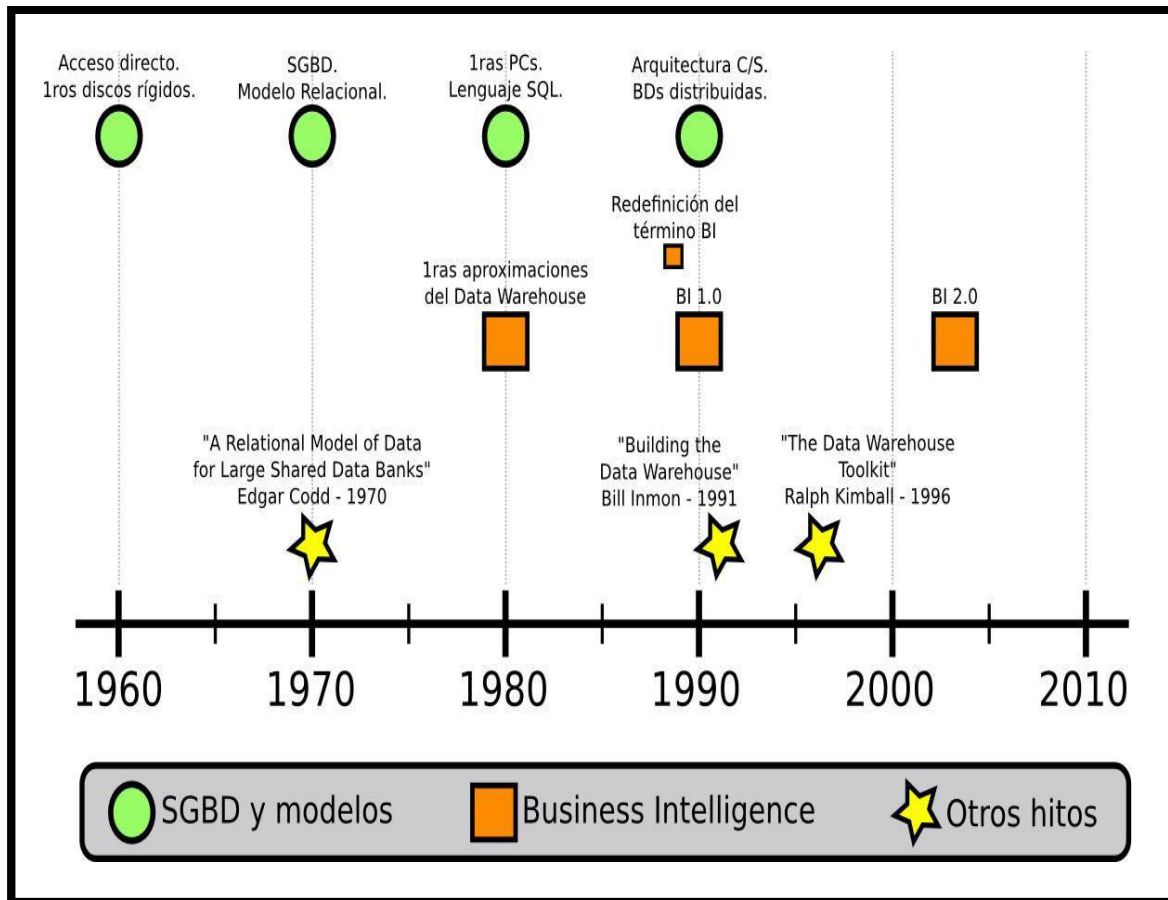 Acceso directo.
1ros discos rígidos.
SGBD.
Modelo Relacional.
1ras PCs.
Lenguaje SQL.
Arquitectura C/S.
BDs distribuidas.
Redefinición del
término BI
1ras aproximaciones
del Data Warehouse
BI 1.0
BI 2.0
"A Relational Model of Data
for Large Shared Data Banks"
Edgar Codd - 1970
"Building the
Data Warehouse"
Bill Inmon - 1991
"The Data Warehouse
Toolkit"
Ralph Kimball - 1996
1960 1970 1980 1990 2000 2010
SGBD y modelos Business Intelligence Otros hitos